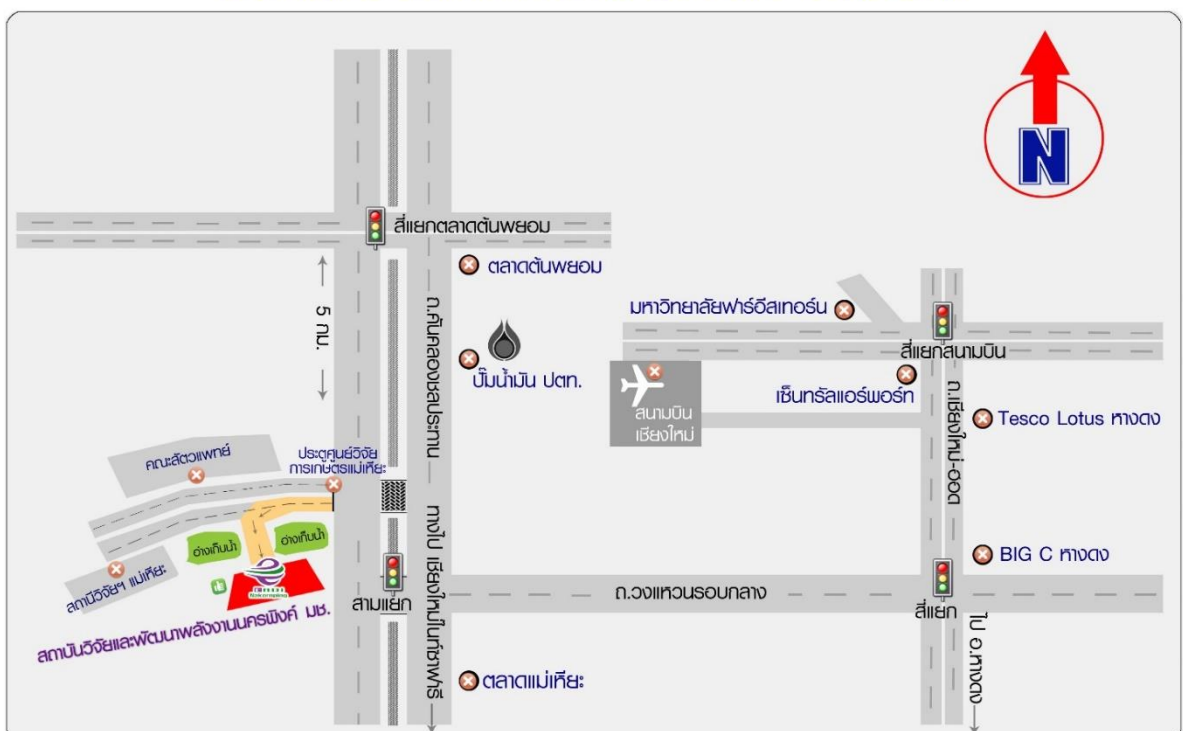 N
สี่แยกตลาดต้นพยอม
ตลาดต้นพยอม
5 กม.
ถ.คันคลองชลประทาน
ปั๊มน้ำมัน ปตท.
มหาวิทยาลัยฟาร์อีสเทอร์น
สี่แยกสนามบิน
เซ็นทรัลแอร์พอร์ท
สนามบิน
เชียงใหม่
ถ.เชียงใหม่-ฮอด
Tesco Lotus หางดง
คณะสัตวแพทย์
ประตูศูนย์วิจัย
การเกษตรแม่เหียะ
อ่างเก็บน้ำ
อ่างเก็บน้ำ
สถานีวิจัยฯ แม่เหียะ
สถาบันวิจัยและพัฒนาพลังงานนครพิงค์ มช.
สามแยก
ทางไป เชียงใหม่ไนท์ซาฟารี
ถ.วงแหวนรอบกลาง
BIG C หางดง
สี่แยก
ไป อ.หางดง
ตลาดแม่เหียะ